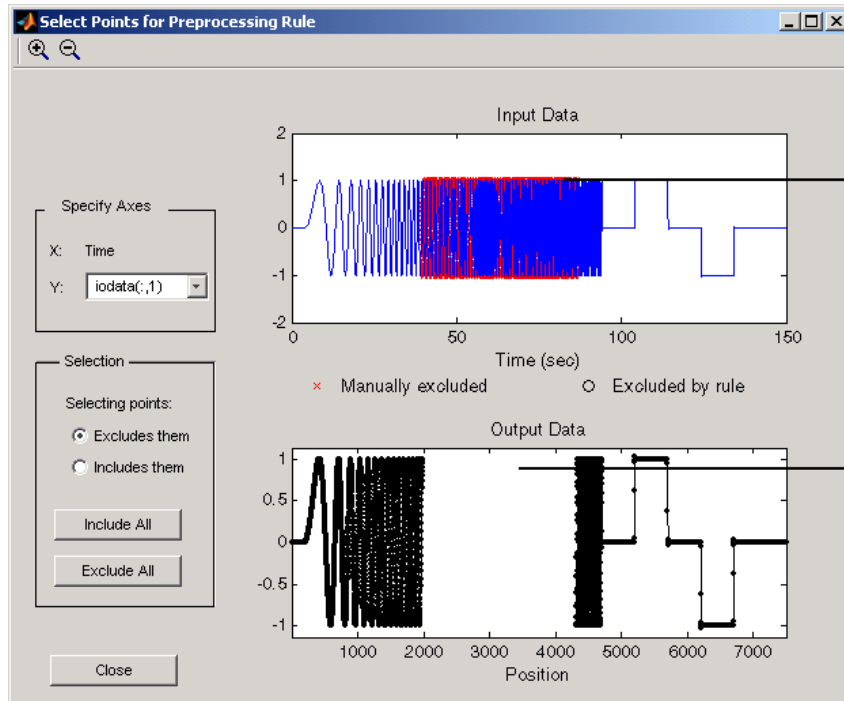 Select Points for Preprocessing Rule
Specify Axes
X: Time
Y: iodata(:,1)
Selection
Selecting points:
Excludes them
Includes them
Include All
Exclude All
Close
Input Data
2
1
0
-1
-2
0 50 100 150
Time (sec)
× Manually excluded O Excluded by rule
Output Data
1
0.5
0
-0.5
-1
1000 2000 3000 4000 5000 6000 7000
Position